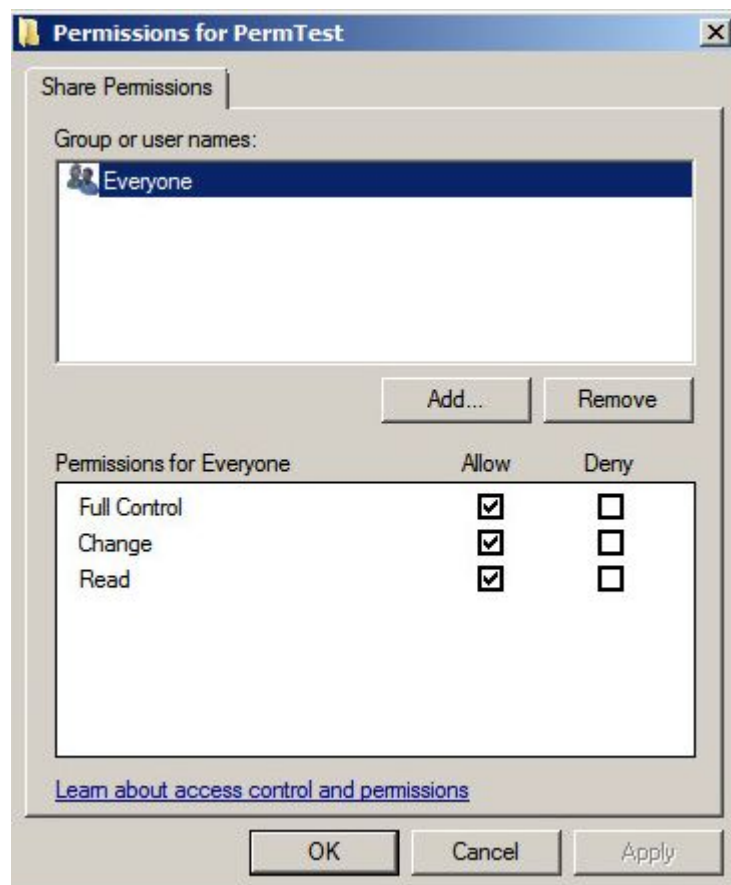 Permissions for PermTest
Share Permissions
Group or user names:
Everyone
Add... Remove
Permissions for Everyone Allow Deny
Full Control
Change
Read
Learn about access control and permissions
OK Cancel Apply